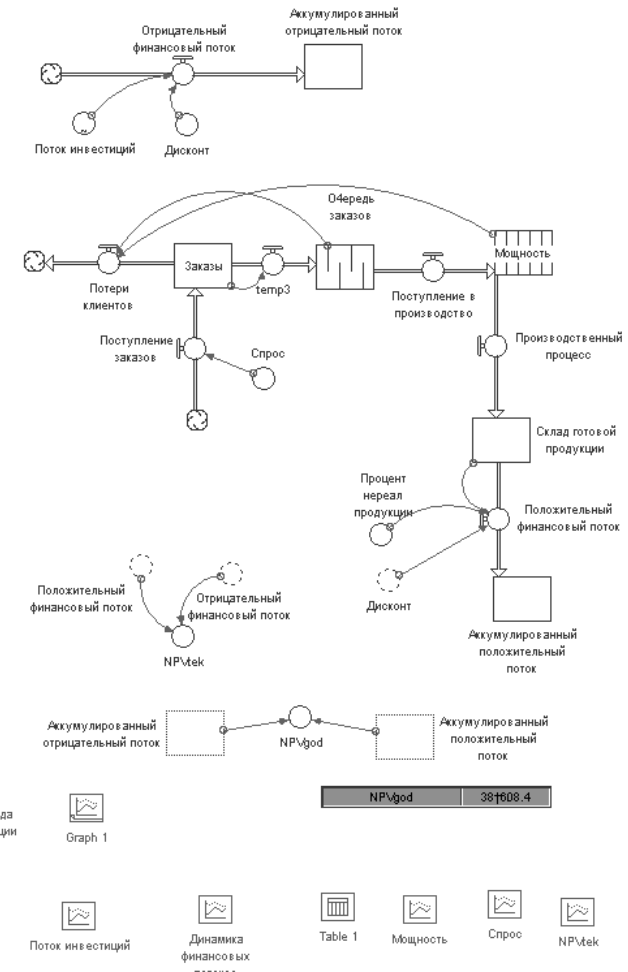 Аккумулированный
отрицательный поток
Отрицательный
финансовый поток
Поток инвестиций
Дисконт
О4ередь
заказов
Мощность
Заказы
Потери
клиентов
temp3
Поступление в
производство
Поступление
заказов
Спрос
Производственный
процесс
Склад готовой
продукции
Процент
нереал
продукции
Положительный
финансовый поток
Дисконт
Положительный
финансовый поток
Отрицательный
финансовый поток
NPVtek
Аккумулированный
положительный
поток
Аккумулированный
отрицательный поток
NPVgod
Аккумулированный
положительный
поток
NPVgod
да
ции
Graph 1
Поток инвестиций
Динамика
финансовых
Table 1
Мощность
Спрос
NPVtek